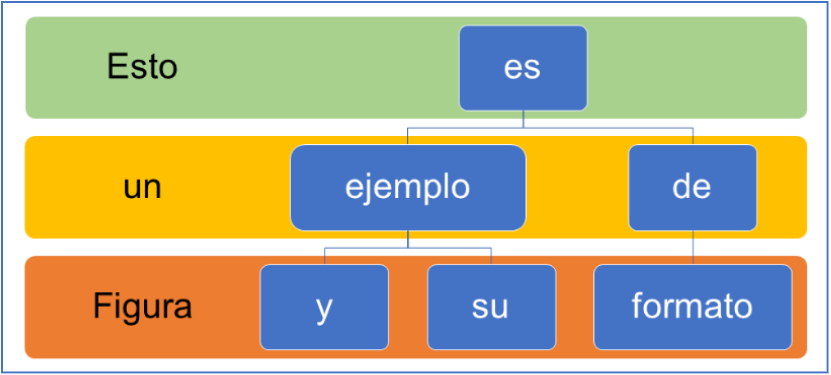 Esto es
un ejemplo de
Figura y su formato